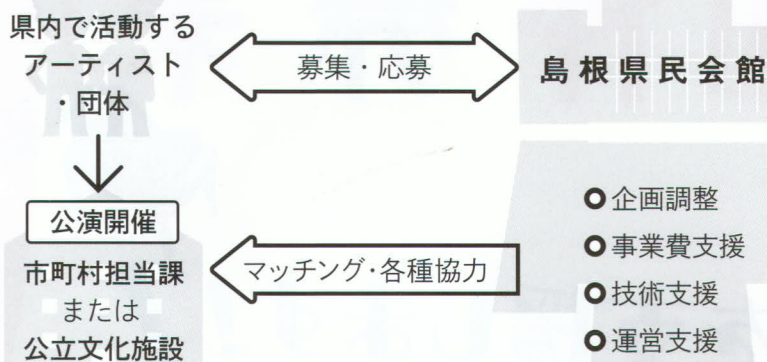 県内で活動する
アーティスト
・団体
募集・応募
島根県民会館
公演開催
市町村担当課
または
公立文化施設
マッチング・各種協力
企画調整
事業費支援
技術支援
運営支援